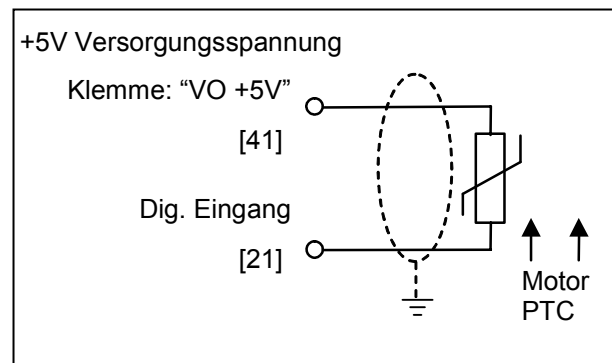 +5V Versorgungsspannung
Klemme: “VO +5V”
[41]
Dig. Eingang
[21]
Motor
PTC